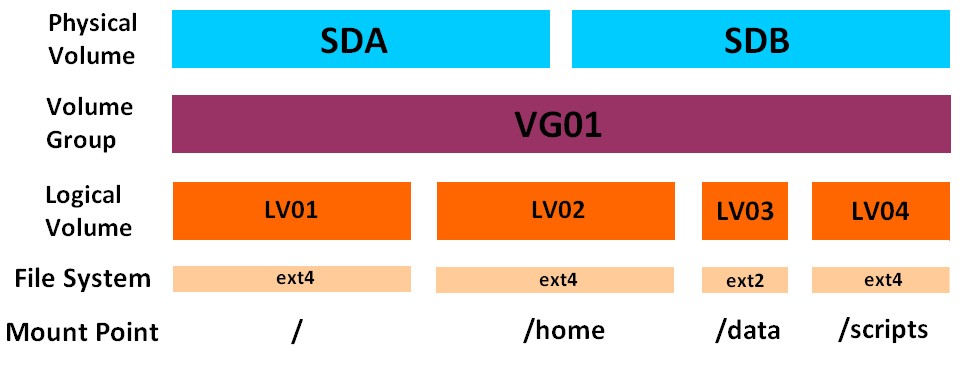 Physical
Volume
SDA
SDB
Volume
Group
VG01
Logical
Volume
LV01
LV02
LV03
LV04
File System
ext4
ext4
ext2
ext4
Mount Point
/
/home
/data
/scripts